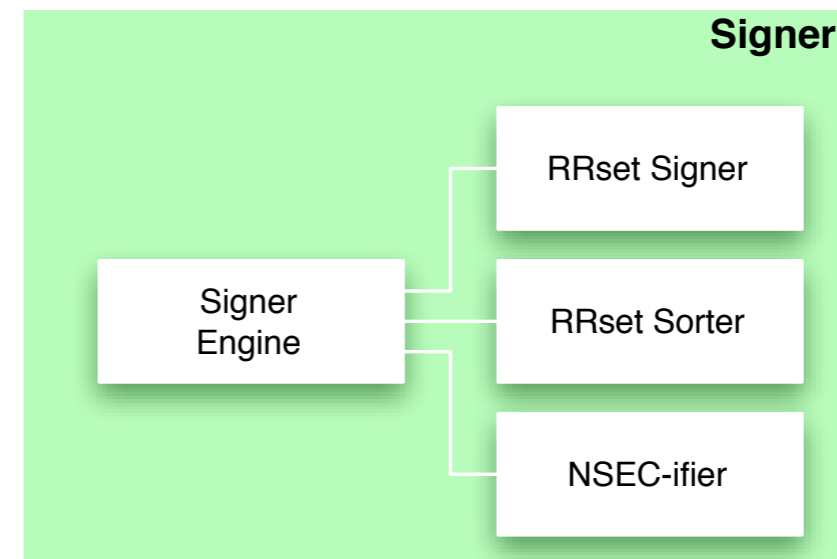 Signer
RRset Signer
Signer
Engine
RRset Sorter
NSEC-ifier